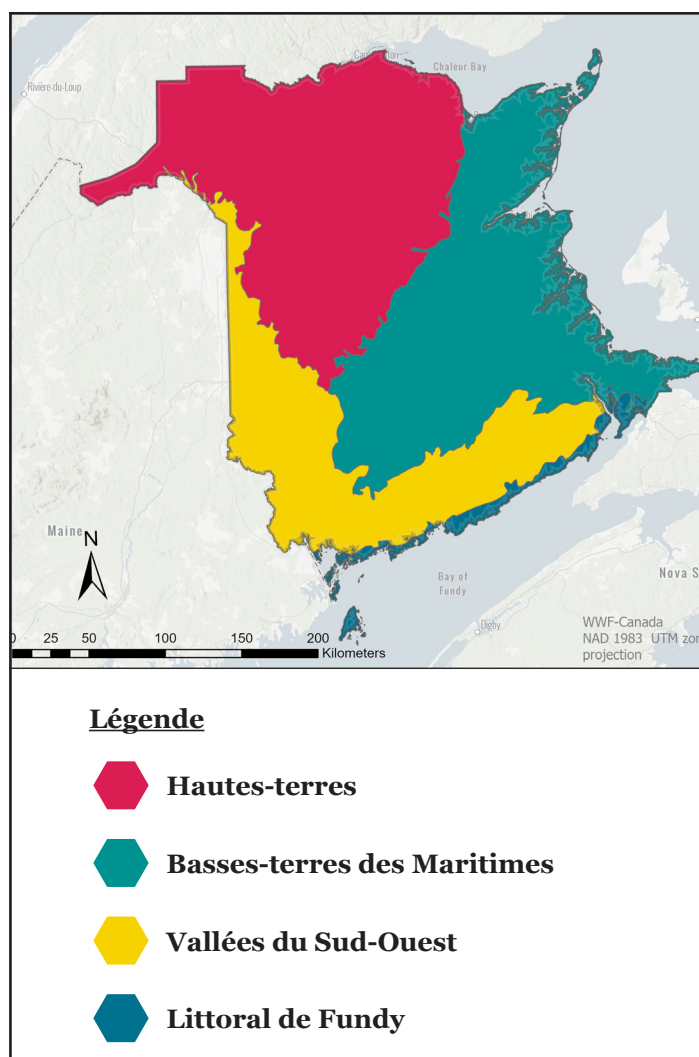 Chaleur Bay
Rivière-du-Loup
Maine
N
Bay of
Fundy
Digby
Nova S
0 25 50 100 150 200
Kilometers
WWF-Canada
NAD 1983 UTM zon
projection
Légende
Hautes-terres
Basses-terres des Maritimes
Vallées du Sud-Ouest
Littoral de Fundy